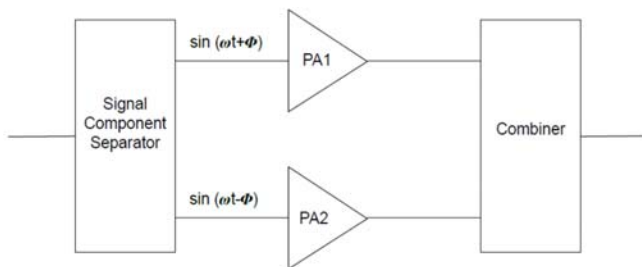 sin (ωt+Φ)
PA1
Signal
Component
Separator
Combiner
sin (ωt-Φ)
PA2